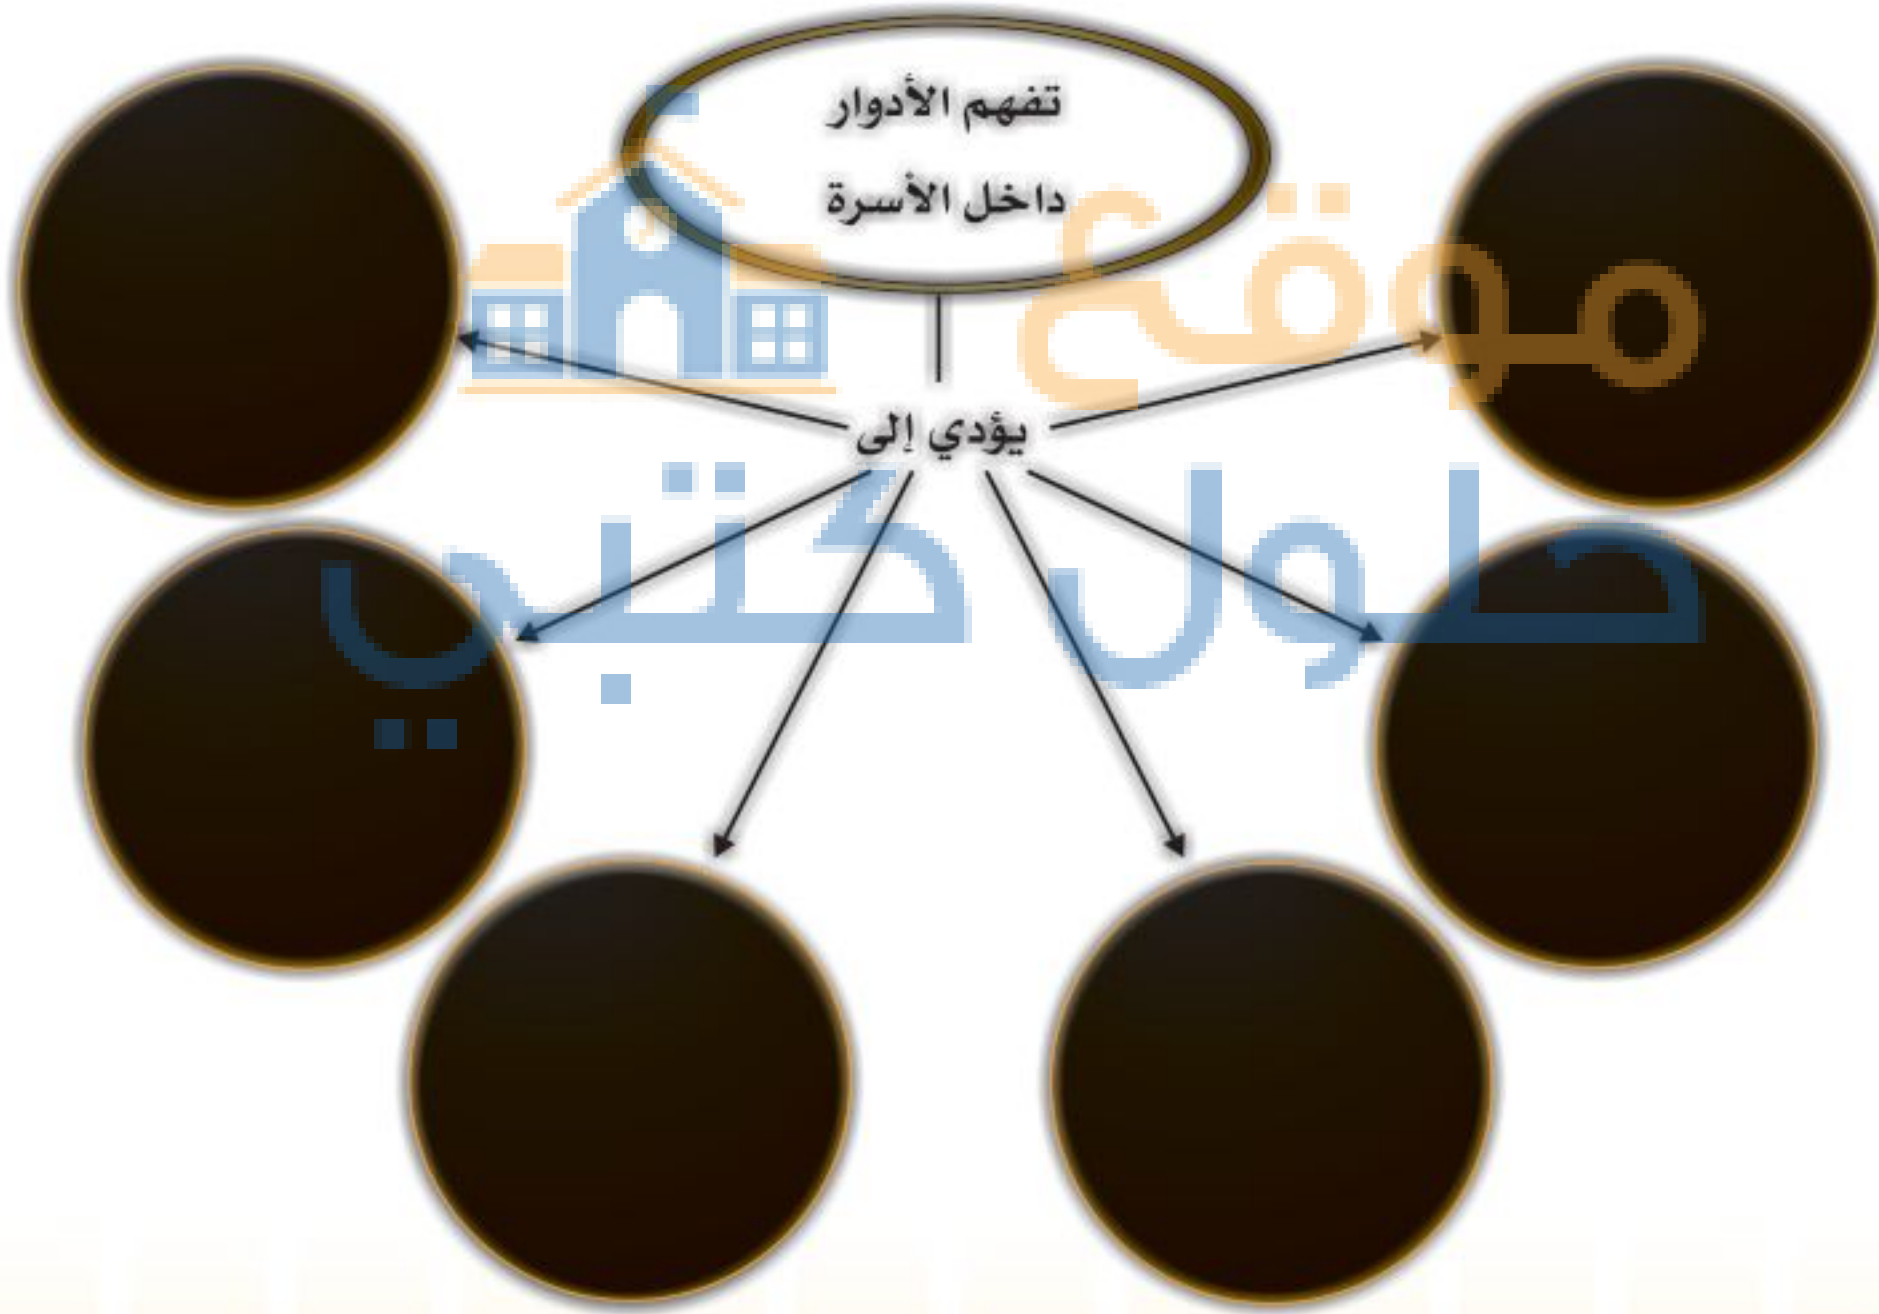 تفهم الأدوار
داخل الأسرة
موقع
يؤدي إلى
حلول كتبي